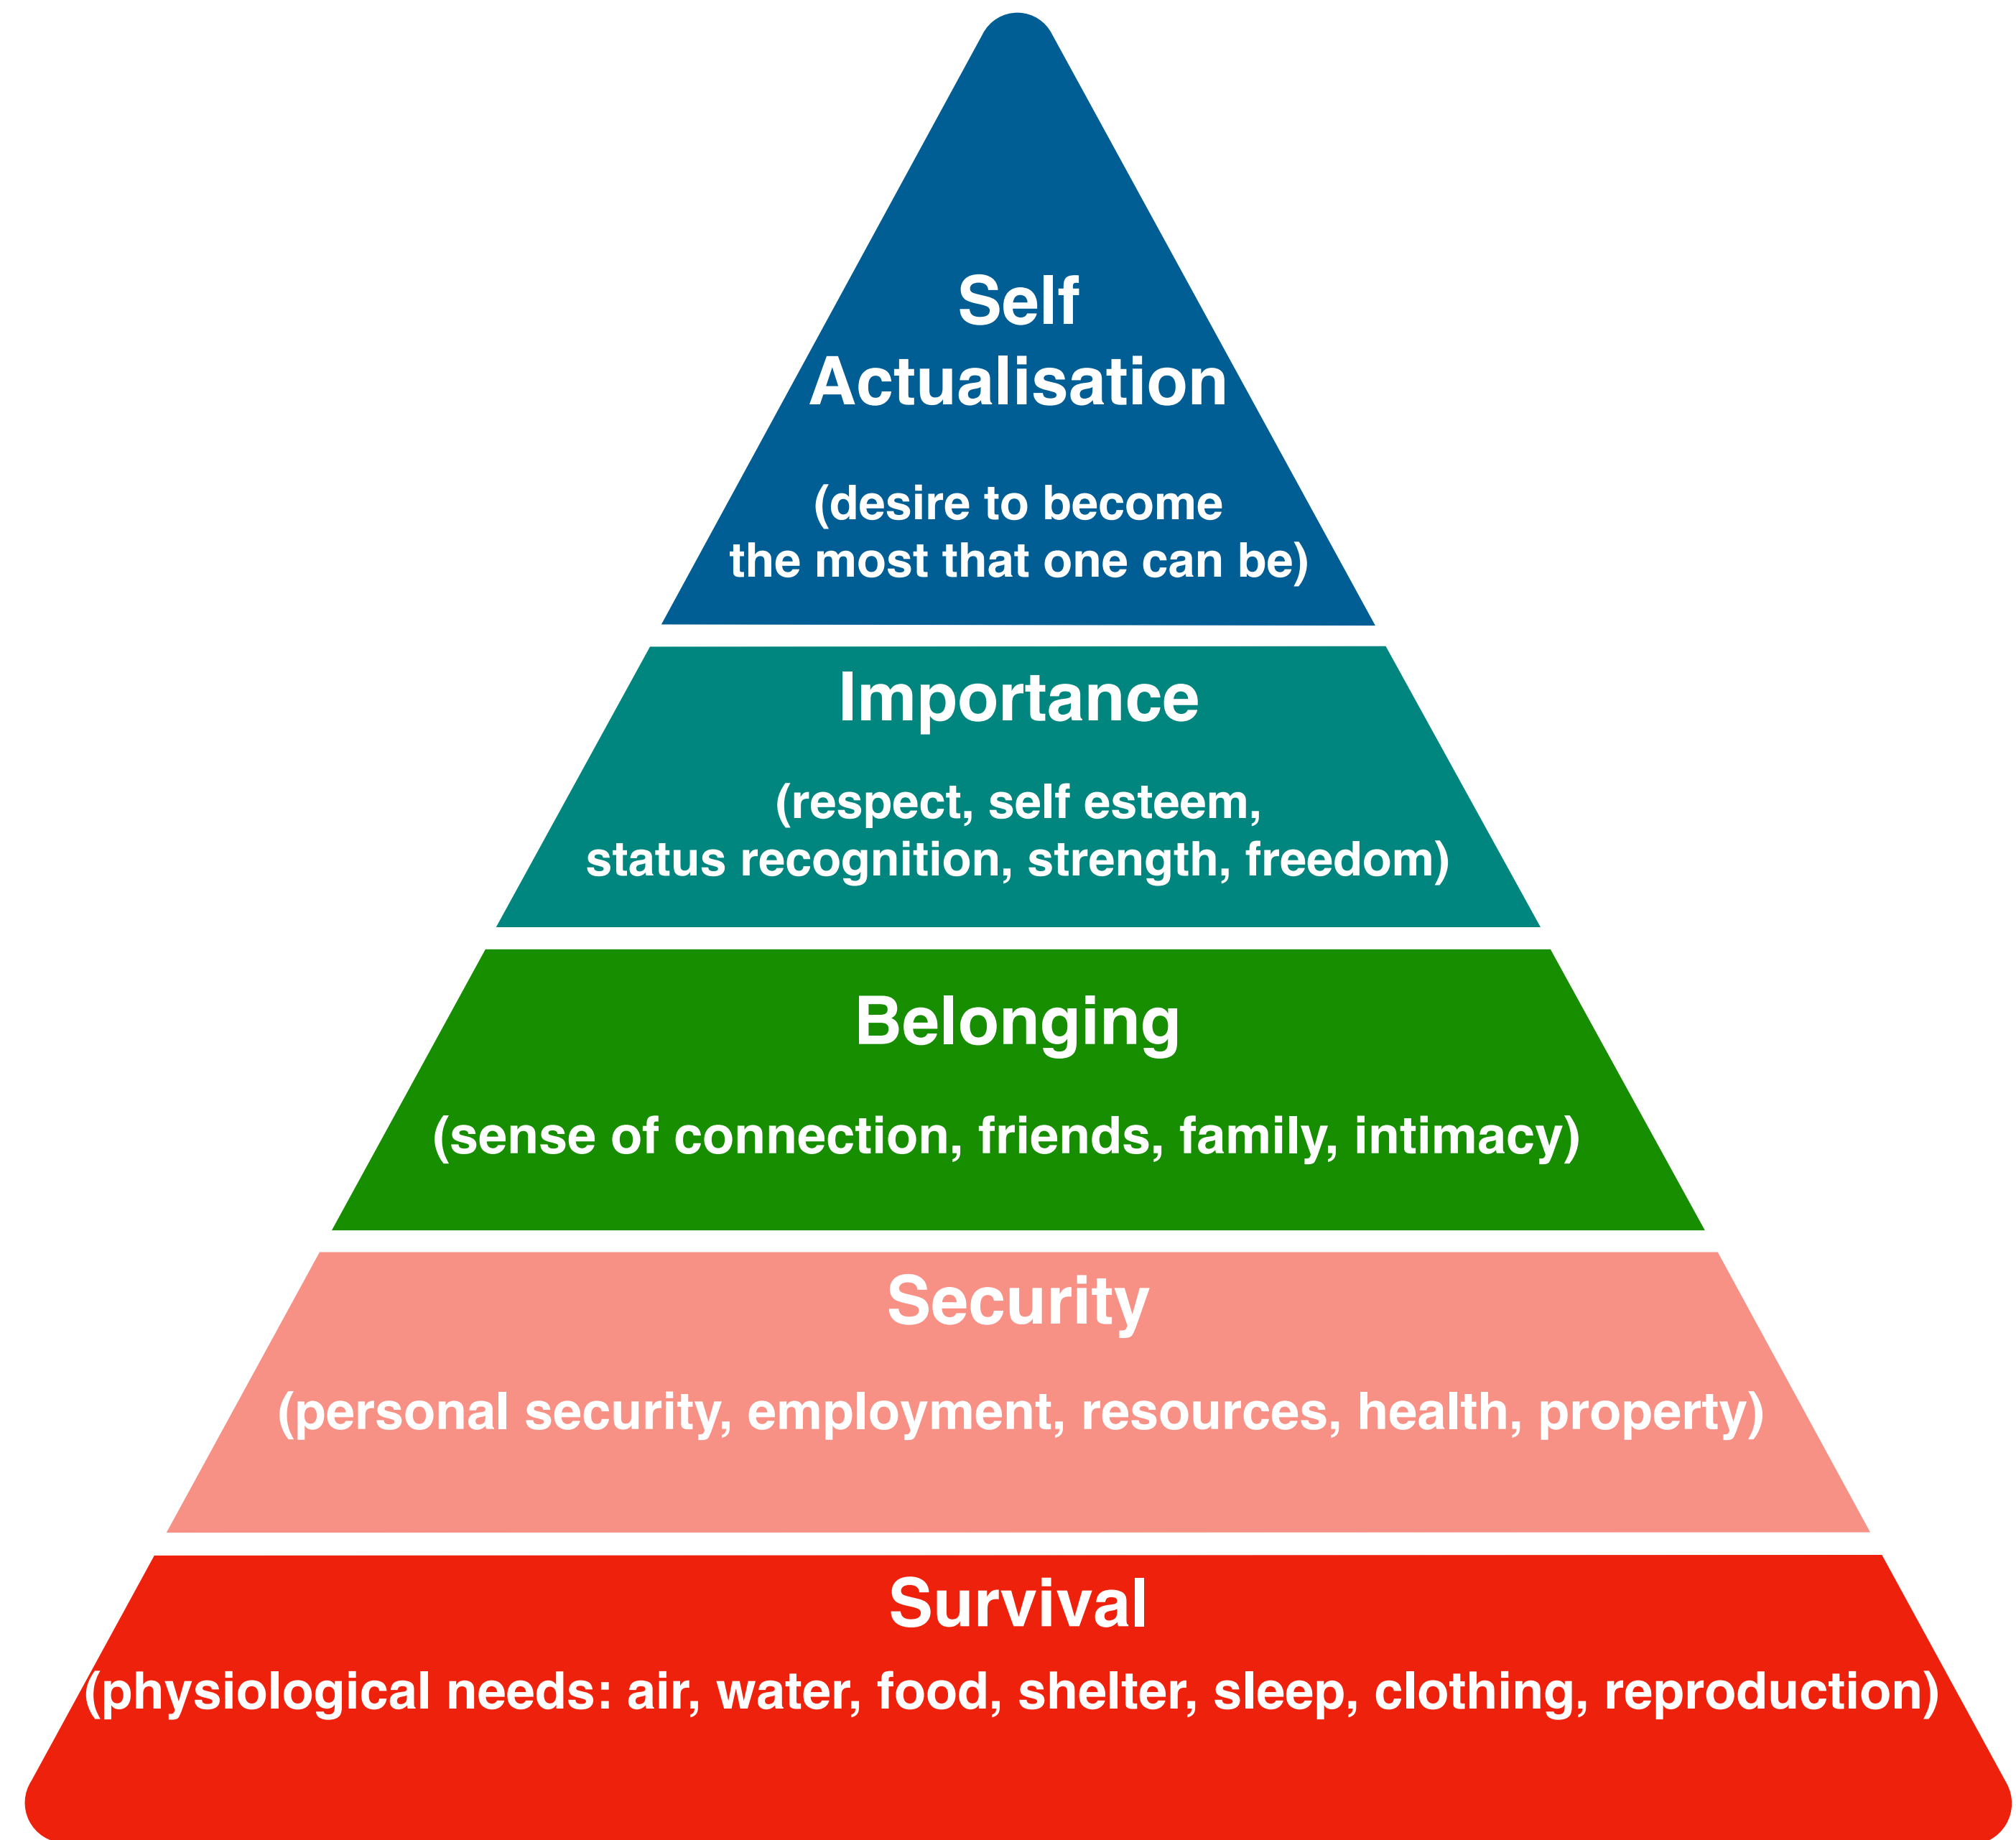 Self
Actualisation
(desire to become
the most that one can be)
Importance
(respect, self esteem,
status recognition, strength, freedom)
Belonging
(sense of connection, friends, family, intimacy)
Security
(personal security, employment, resources, health, property)
Survival
(physiological needs: air, water, food, shelter, sleep, clothing, reproduction)